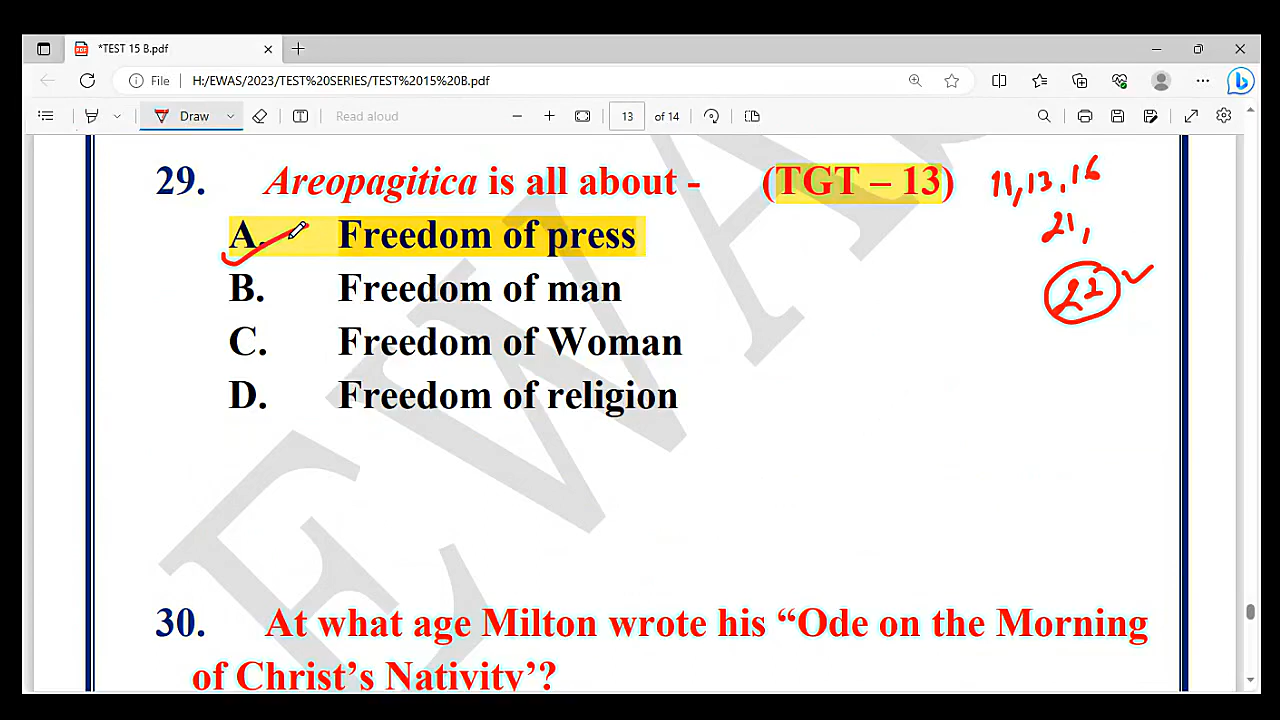 *TEST 15 B.pdf
File
H:/EWAS/2023/TEST%20SERIES/TEST%2015%20B.pdf
Draw
Read aloud
13 of 14
29. Areopagitica is all about - (TGT – 13) 11, 13, 16
21,
A. Freedom of press
B. Freedom of man
C. Freedom of Woman
D. Freedom of religion
EWAS
30. At what age Milton wrote his “Ode on the Morning
of Christ’s Nativity’?